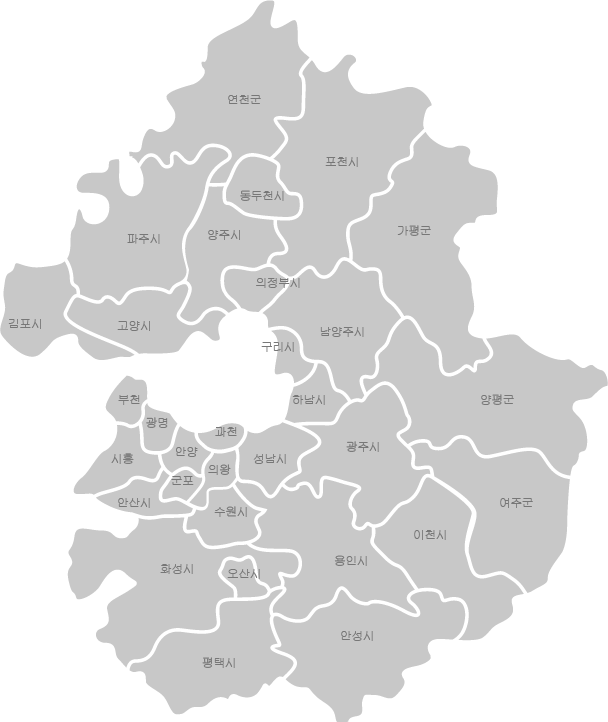 연천군
포천시
동두천시
가평군
양주시
파주시
의정부시
김포시
고양시
남양주시
구리시
부천
하남시
양평군
광명
과천
광주시
안양
시흥
성남시
의왕
군포
안산시
여주군
수원시
이천시
용인시
화성시
오산시
안성시
평택시